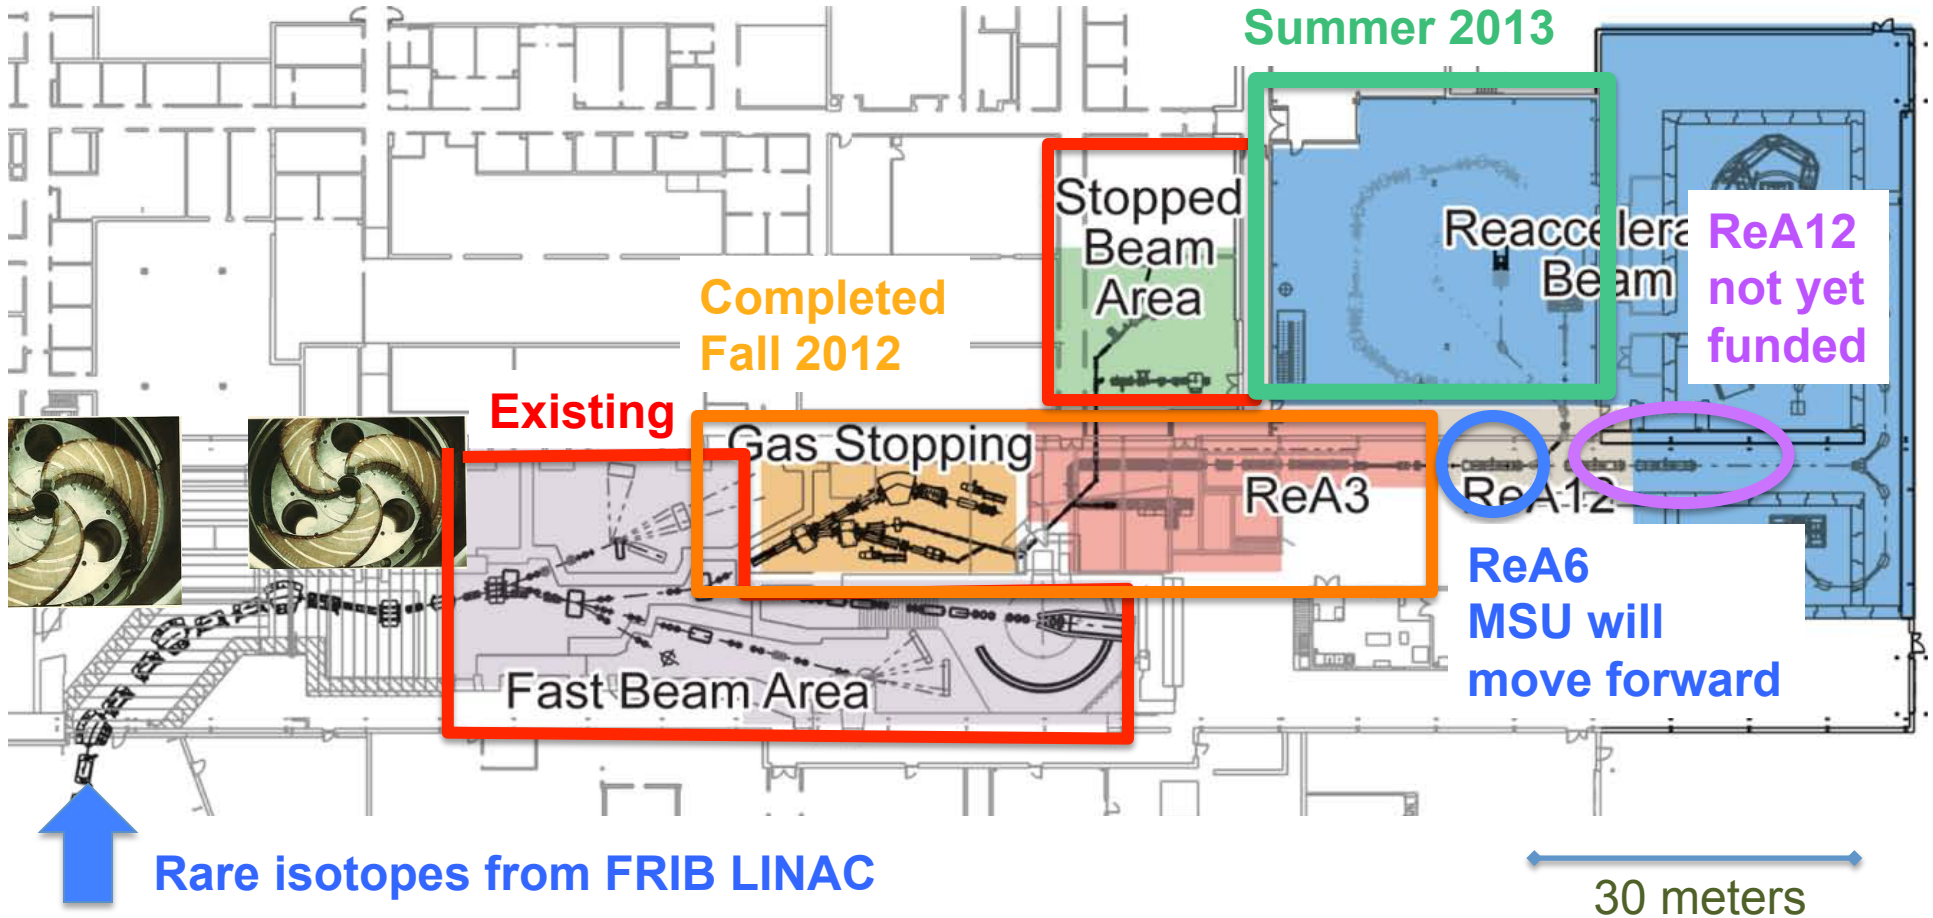 Summer 2013
Stopped
Beam
Area
Reaccelera
Beam
ReA12
not yet
funded
Completed
Fall 2012
Existing
Gas Stopping
ReA3
ReA12
ReA6
MSU will
move forward
Fast Beam Area
Rare isotopes from FRIB LINAC
30 meters